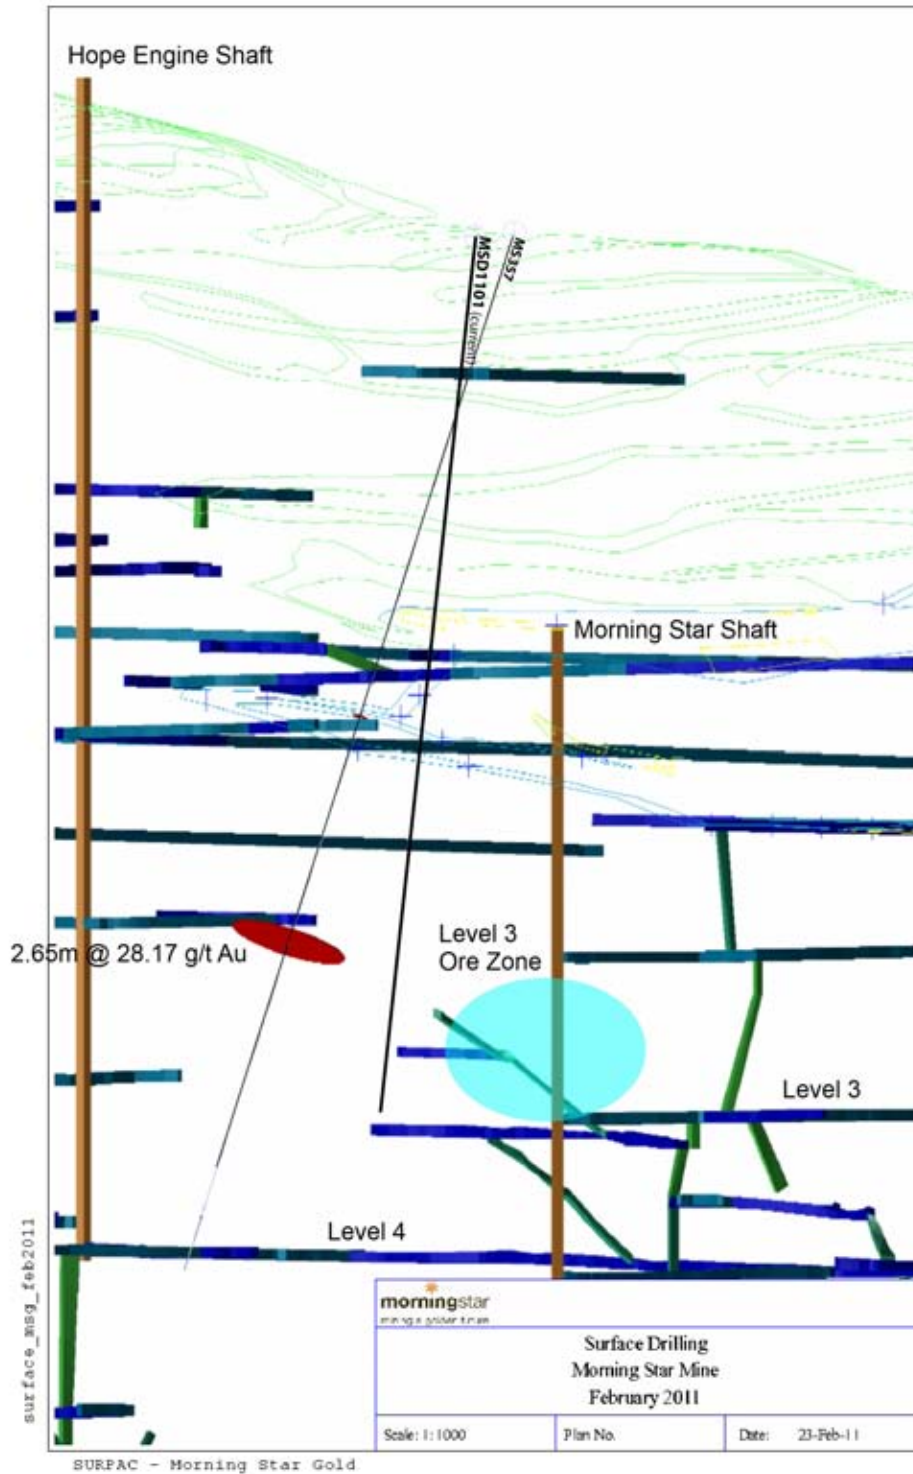 Hope Engine Shaft
MSD1101 (current)
MS357
Morning Star Shaft
2.65m @ 28.17 g/t Au
Level 3
Ore Zone
Level 3
Level 4
surface_msg_feb2011
morningstar
Surface Drilling
Morning Star Mine
February 2011
Scale: 1:1000
Plan No.
Date: 23-Feb-11
SURPAC - Morning Star Gold